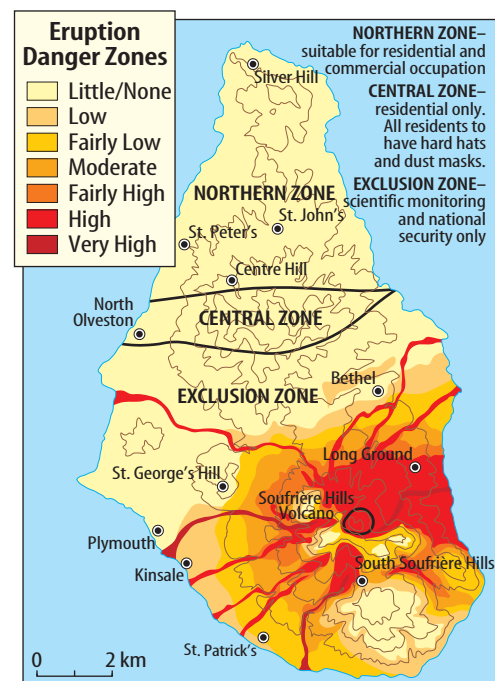 Eruption
Danger Zones
Little/None
Low
Fairly Low
Moderate
Fairly High
High
Very High
NORTHERN ZONE–
suitable for residential and
commercial occupation
CENTRAL ZONE–
residential only.
All residents to
have hard hats
and dust masks.
EXCLUSION ZONE–
scientific monitoring
and national
security only
Silver Hill
NORTHERN ZONE
St. John's
St. Peter's
Centre Hill
North
Olveston
CENTRAL ZONE
Bethel
EXCLUSION ZONE
Long Ground
St. George's Hill
Soufrière Hills
Volcano
Plymouth
Kinsale
South Soufrière Hills
St. Patrick's
0 2 km